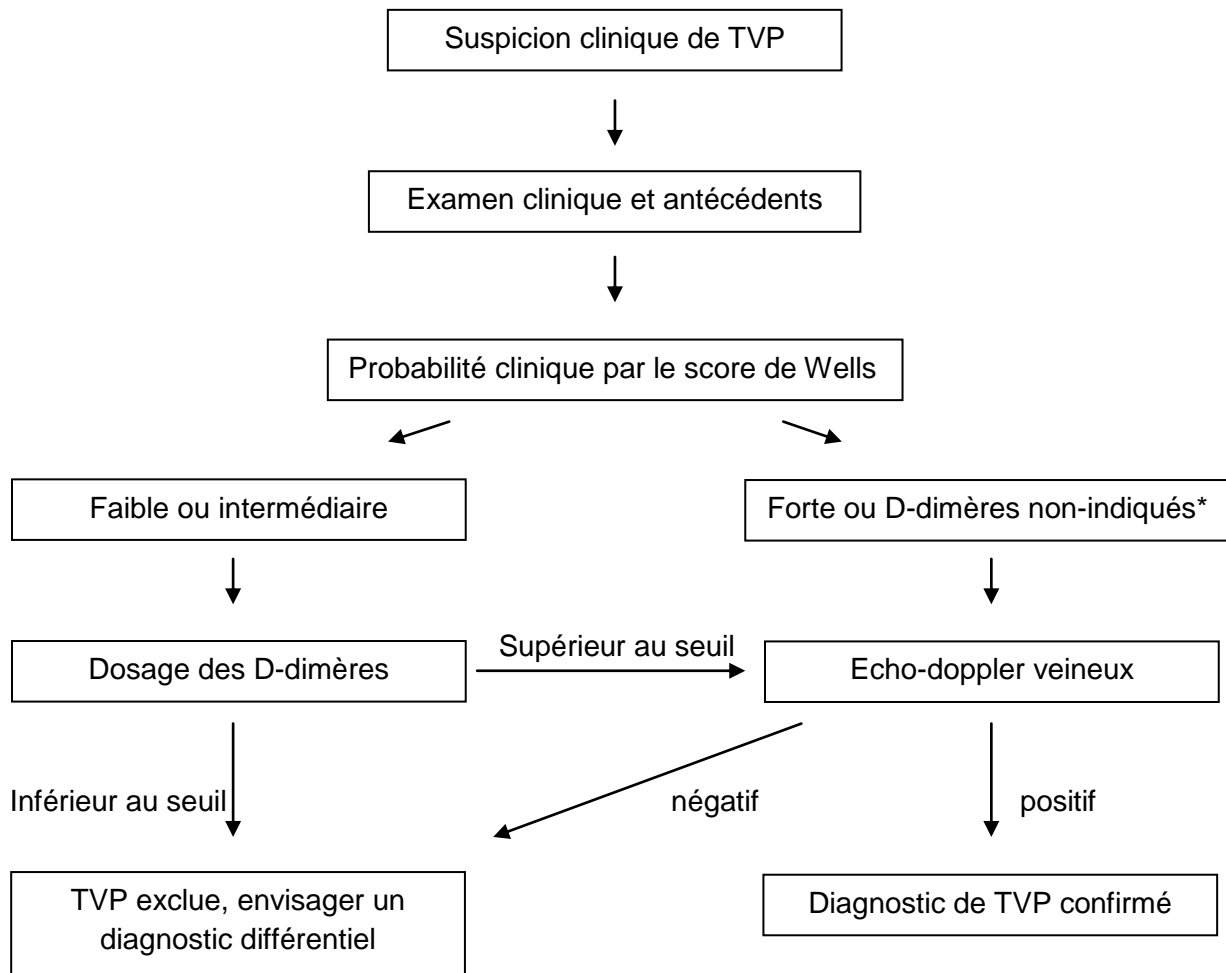 Suspicion clinique de TVP
Examen clinique et antécédents
Probabilité clinique par le score de Wells
Faible ou intermédiaire
Forte ou D-dimères non-indiqués*
Dosage des D-dimères
Supérieur au seuil
Echo-doppler veineux
Inférieur au seuil
négatif
positif
TVP exclue, envisager un
diagnostic différentiel
Diagnostic de TVP confirmé